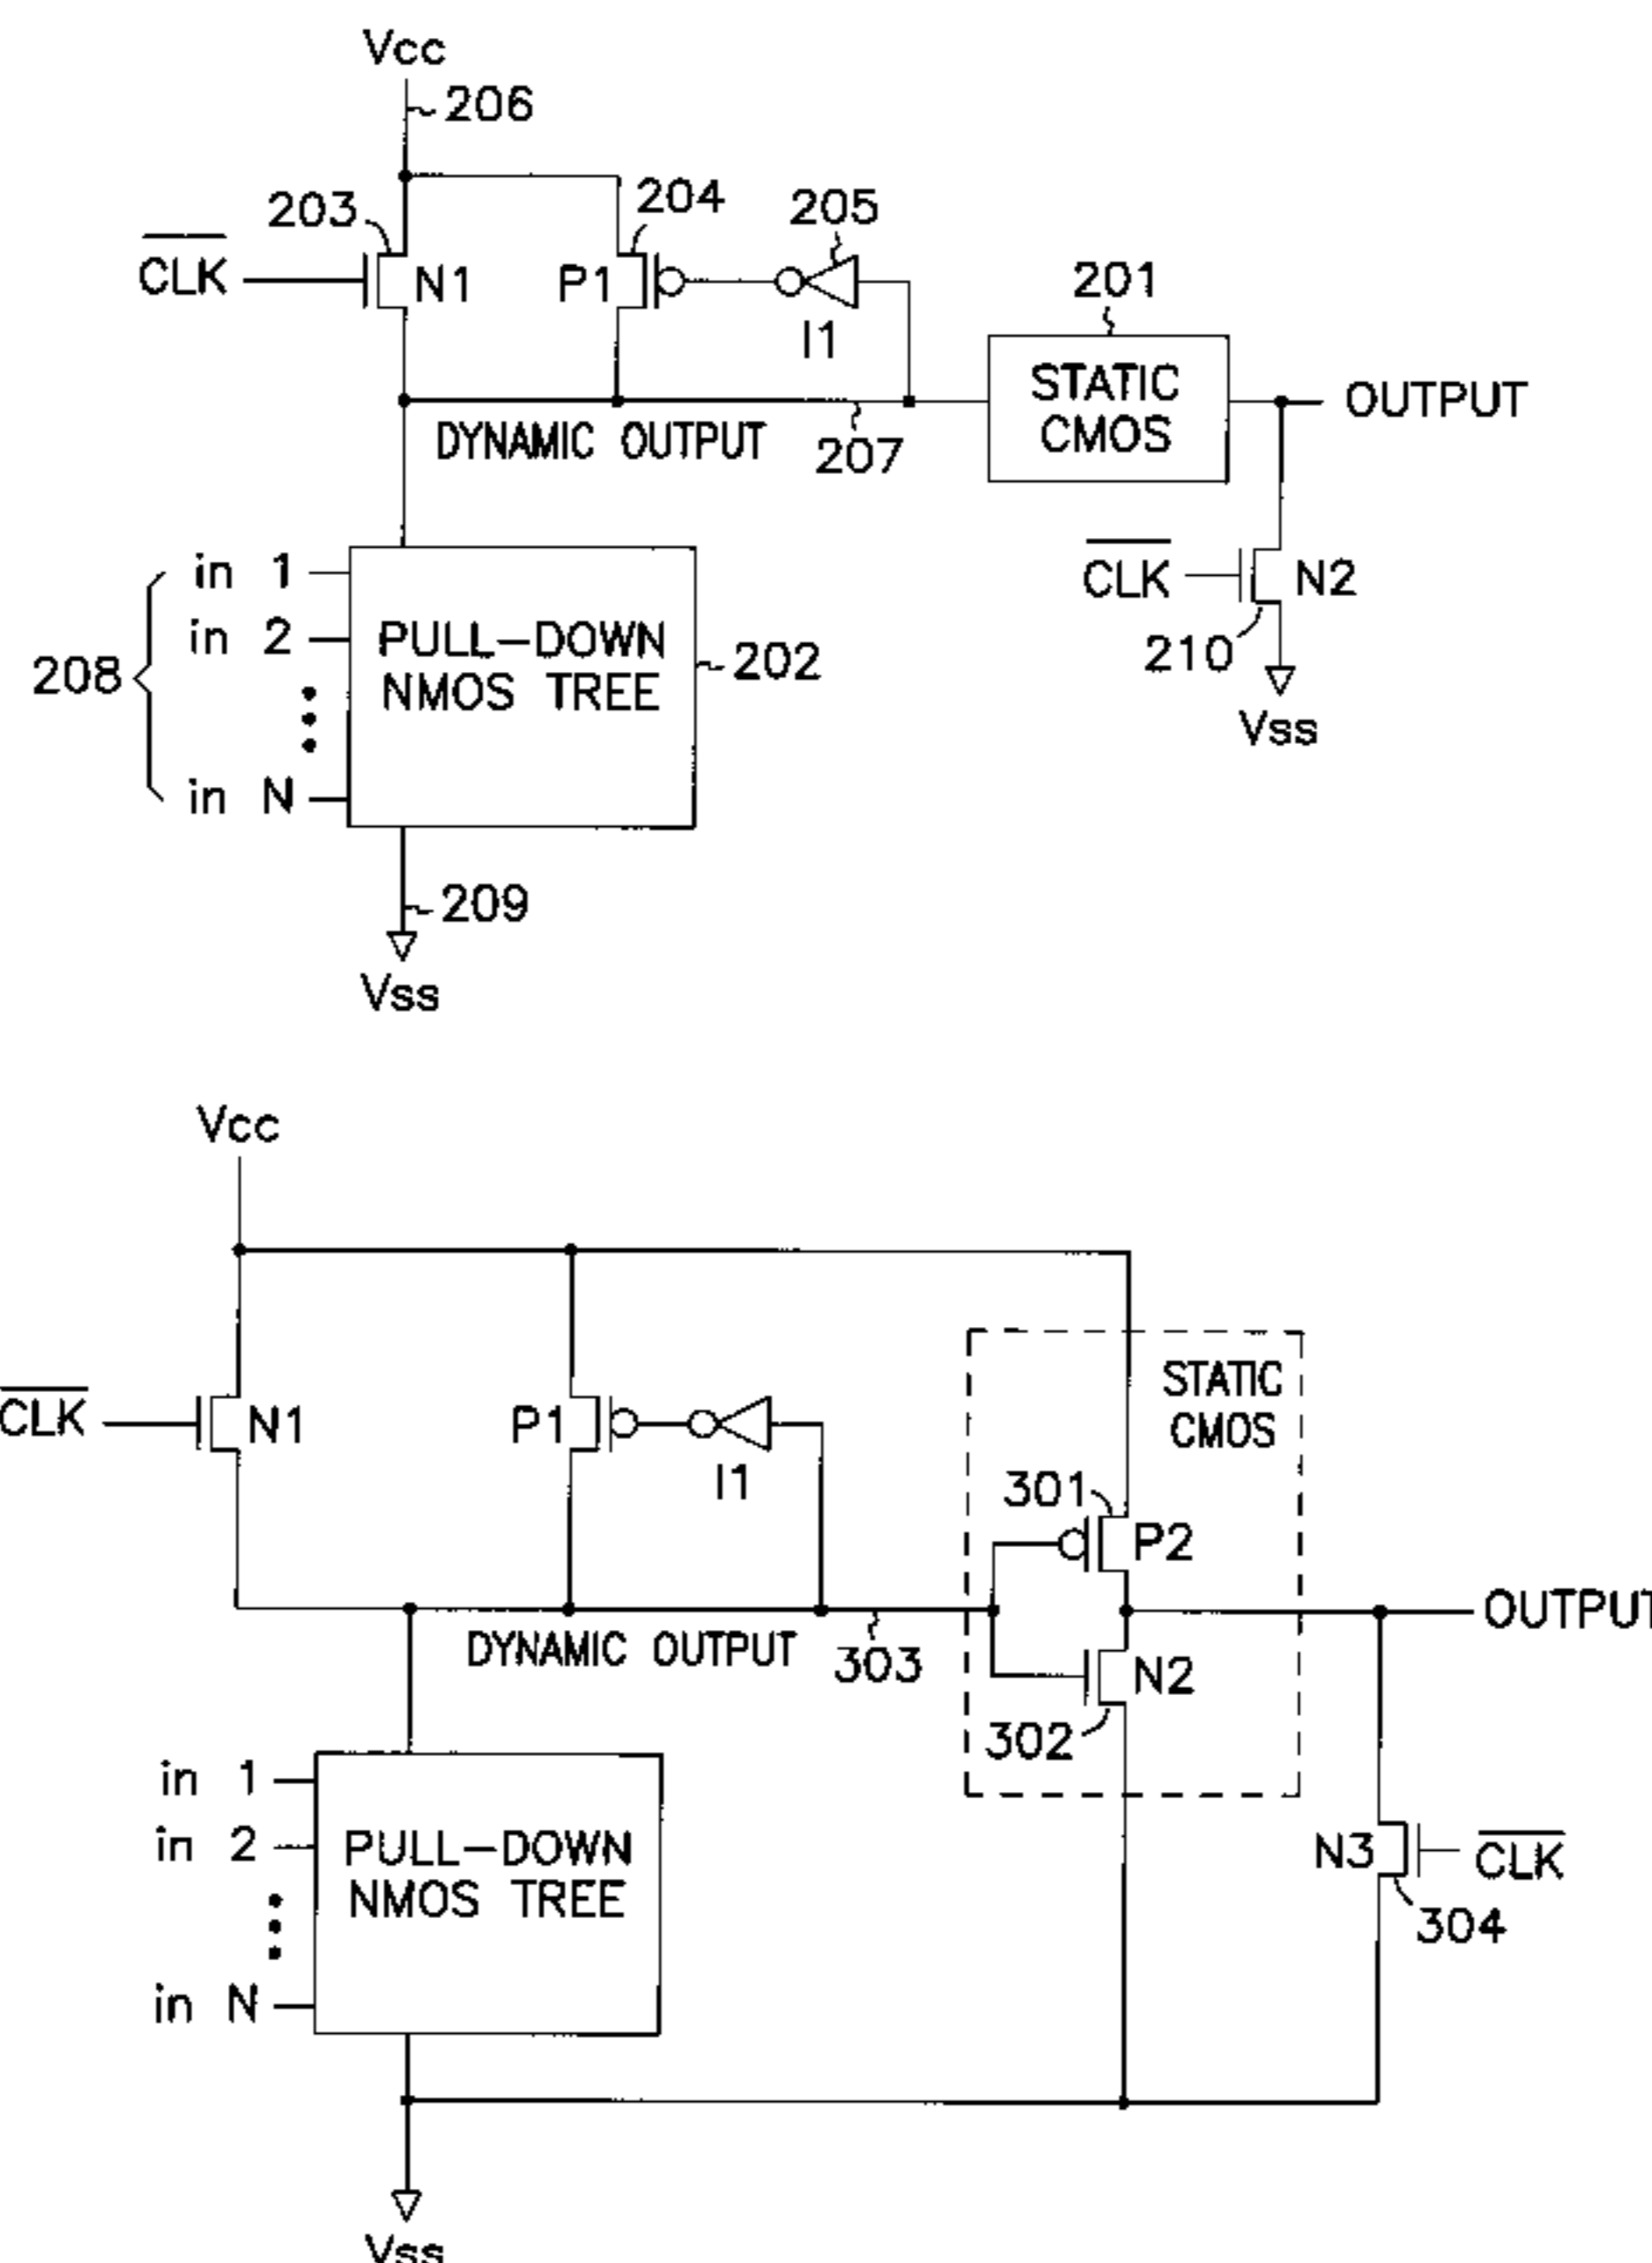 Vcc
206
203
204
205
CLK
N1
P1
I1
201
STATIC
CMOS
OUTPUT
DYNAMIC OUTPUT
207
in 1
in 2
in N
208
PULL-DOWN
NMOS TREE
202
CLK
N2
210
Vss
209
Vss
Vcc
CLK
N1
P1
I1
STATIC
CMOS
301
P2
OUTPUT
DYNAMIC OUTPUT
303
N2
302
in 1
in 2
in N
PULL-DOWN
NMOS TREE
N3
CLK
304
Vss